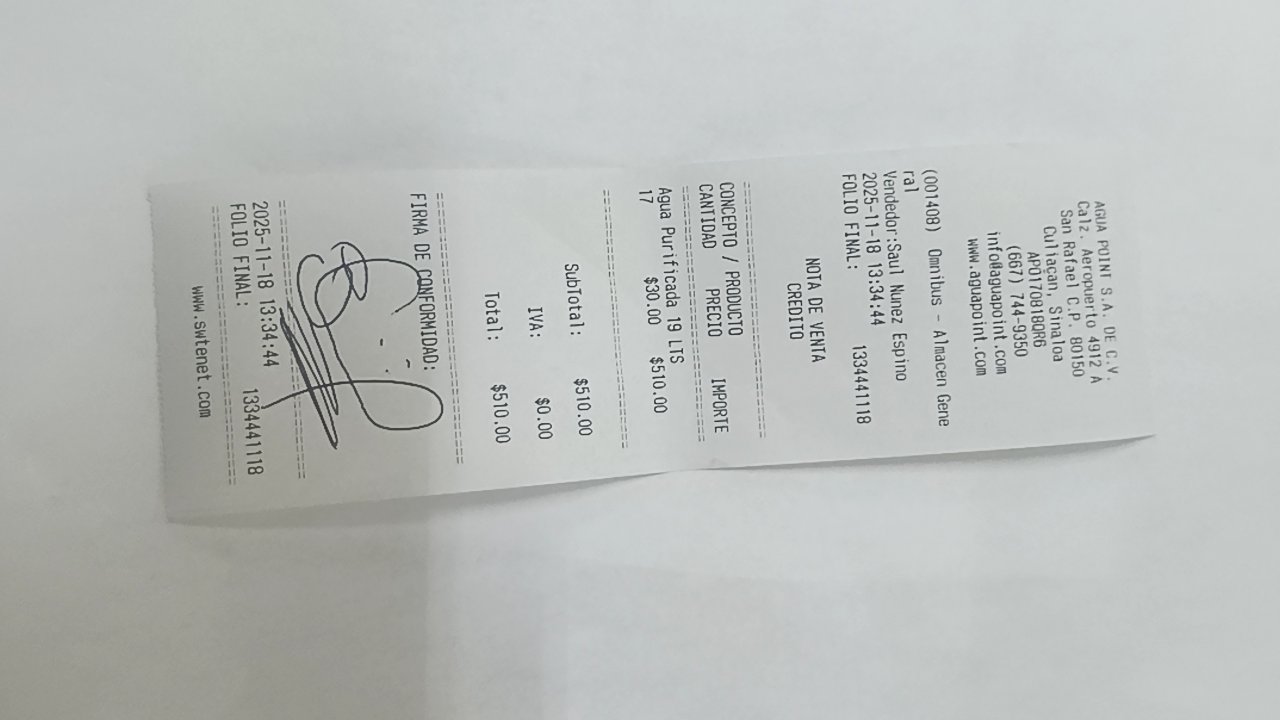 AGUA POINT S.A. DE C.V.
Calz. Aeropuerto 4912 A
San Rafael C.P. 80150
Culiacan, Sinaloa
APO170818QR6
(667) 744-9350
info@aguapoint.com
www.aguapoint.com
(001408) Omnibus - Almacen Gene
ral
Vendedor:Saul Nunez Espino
2025-11-18 13:34:44
FOLIO FINAL: 1334441118
NOTA DE VENTA
CREDITO
CONCEPTO / PRODUCTO
CANTIDAD PRECIO IMPORTE
Agua Purificada 19 LTS
17 $30.00 $510.00
SubTotal: $510.00
IVA: $0.00
Total: $510.00
FIRMA DE CONFORMIDAD:
2025-11-18 13:34:44
FOLIO FINAL: 1334441118
www.swtenet.com